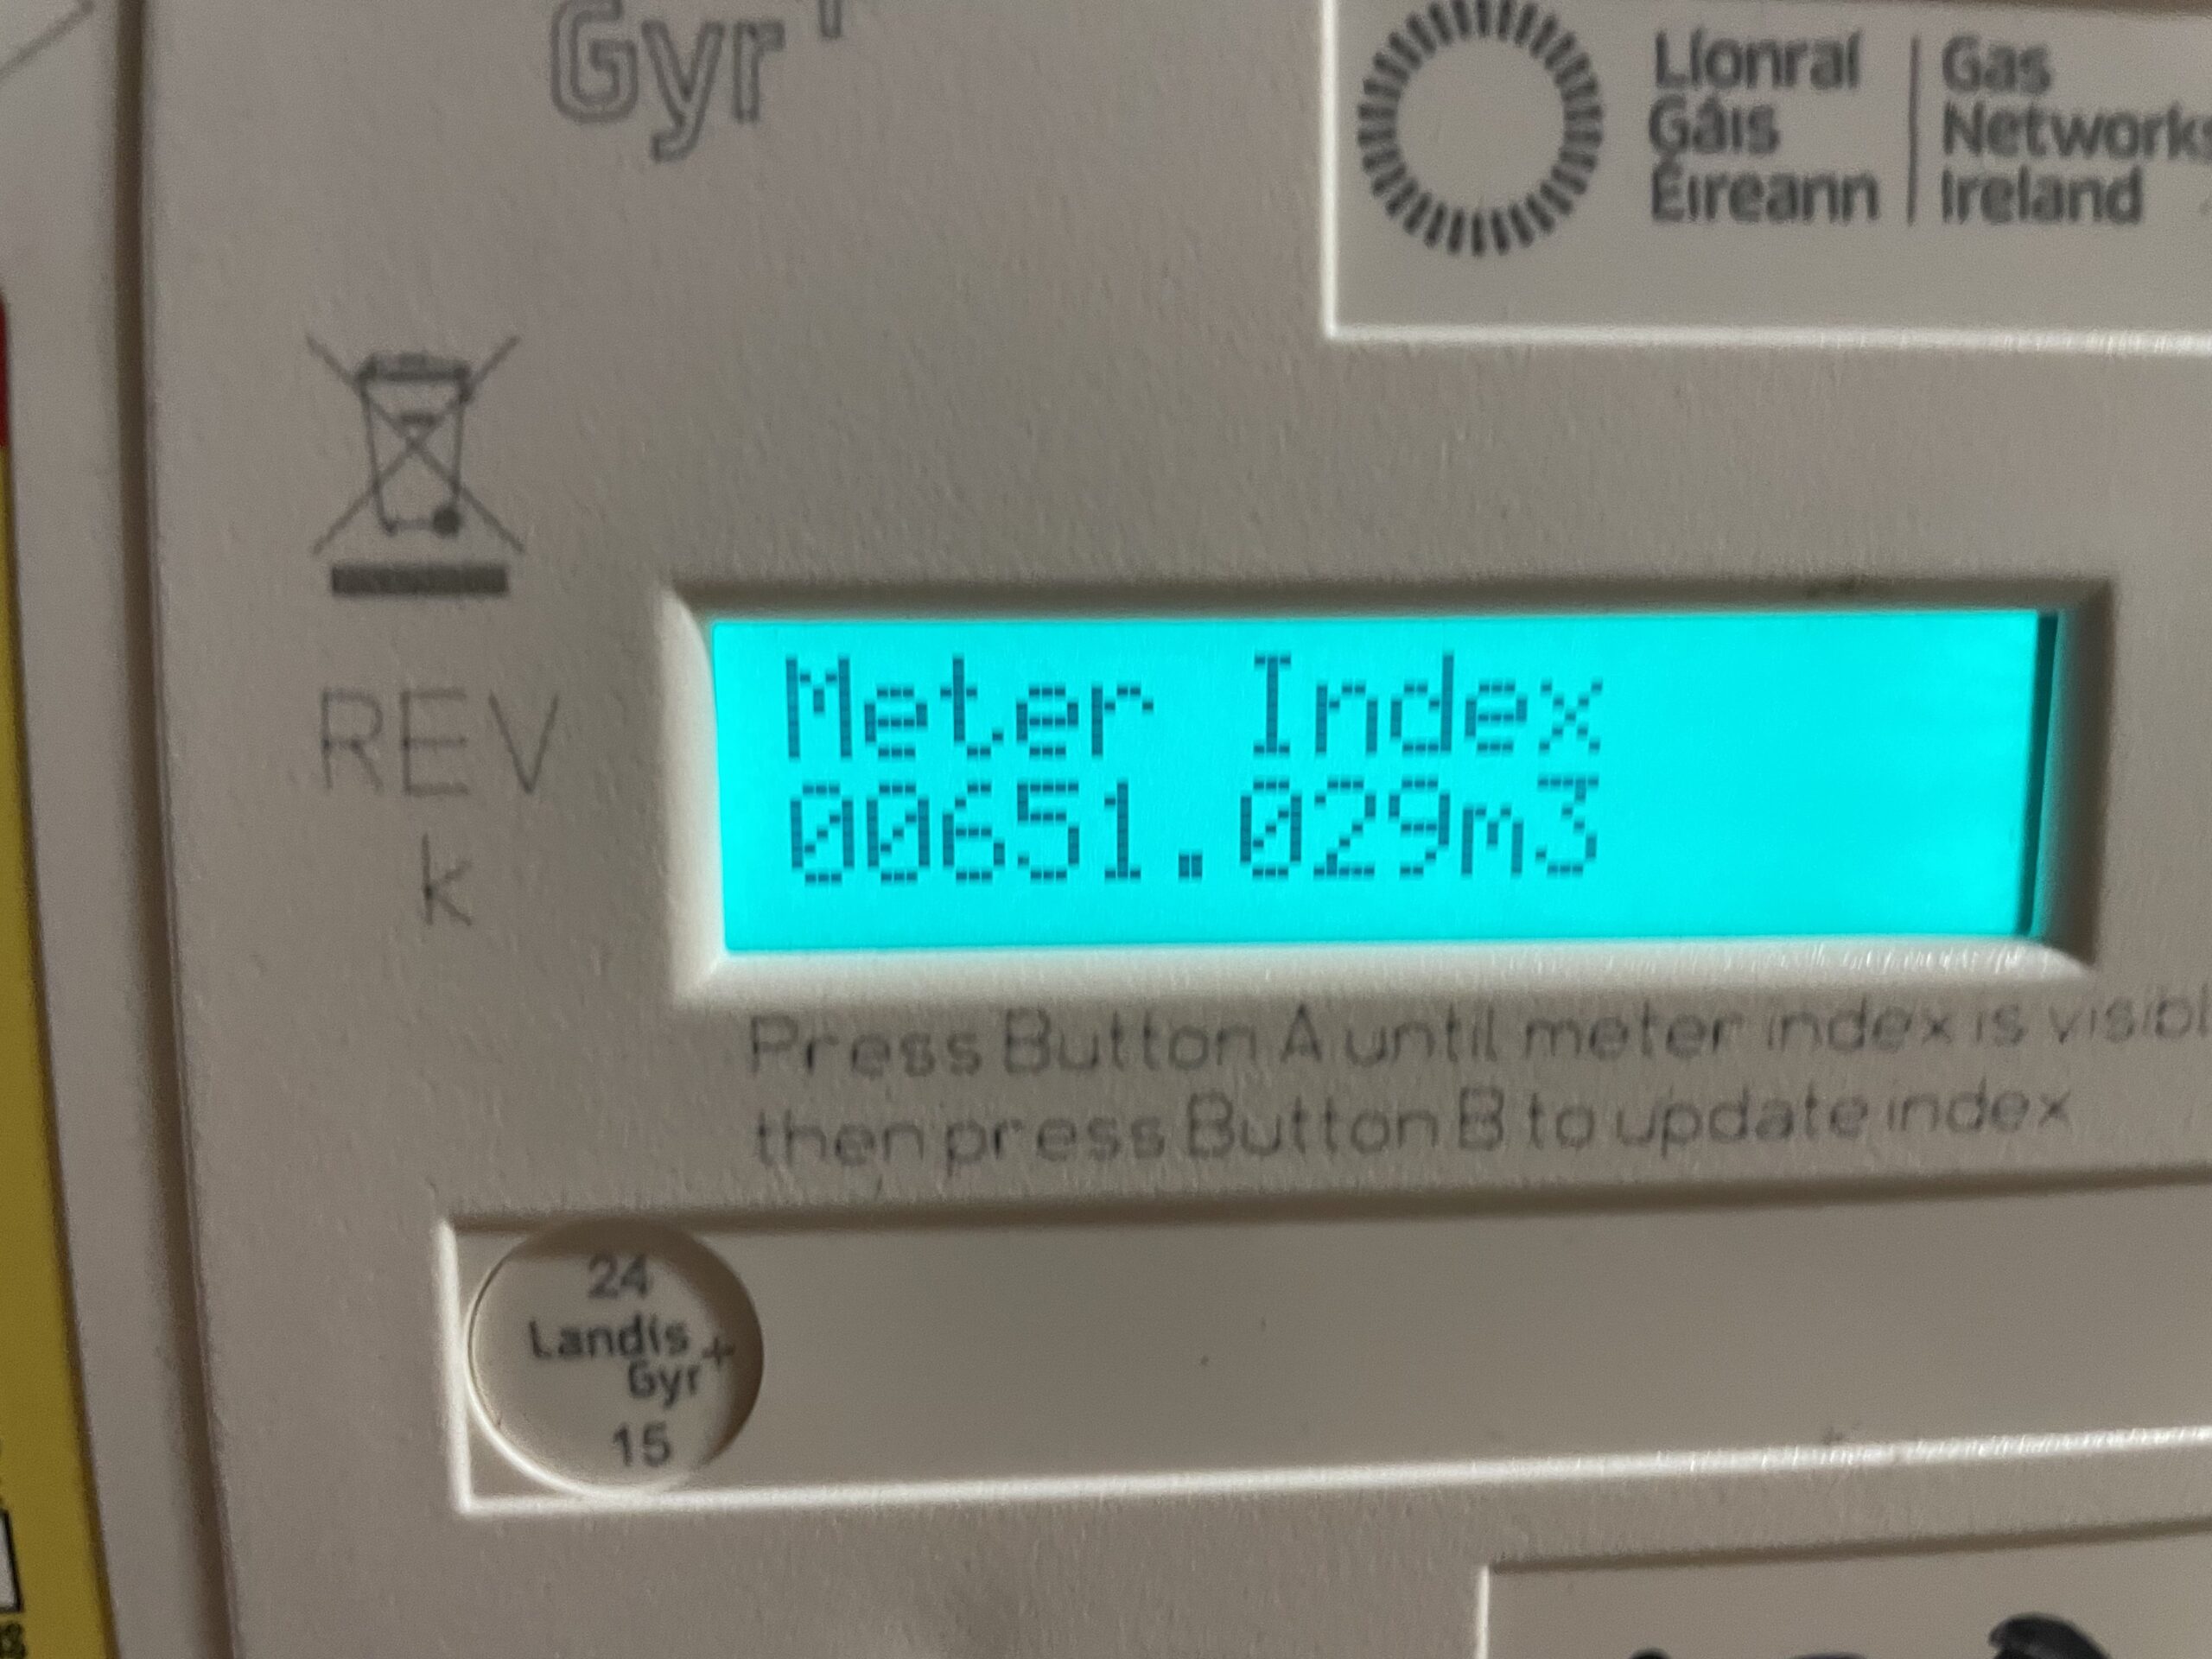 Gyr+
Líonraí
Gáis
Éireann
Gas
Networks
Ireland
REV
k
Meter Index
00651.029m3
Press Button A until meter index is
then press Button B to update index
24
Landis+
Gyr
15